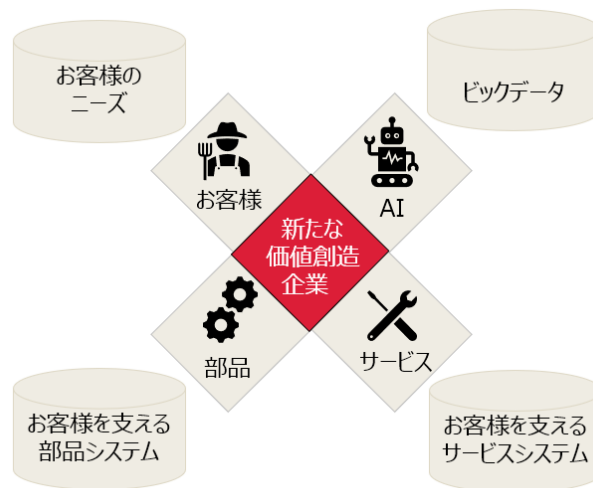 お客様の
ニーズ
ビックデータ
お客様
AI
新たな
価値創造
企業
部品
サービス
お客様を支える
部品システム
お客様を支える
サービスシステム